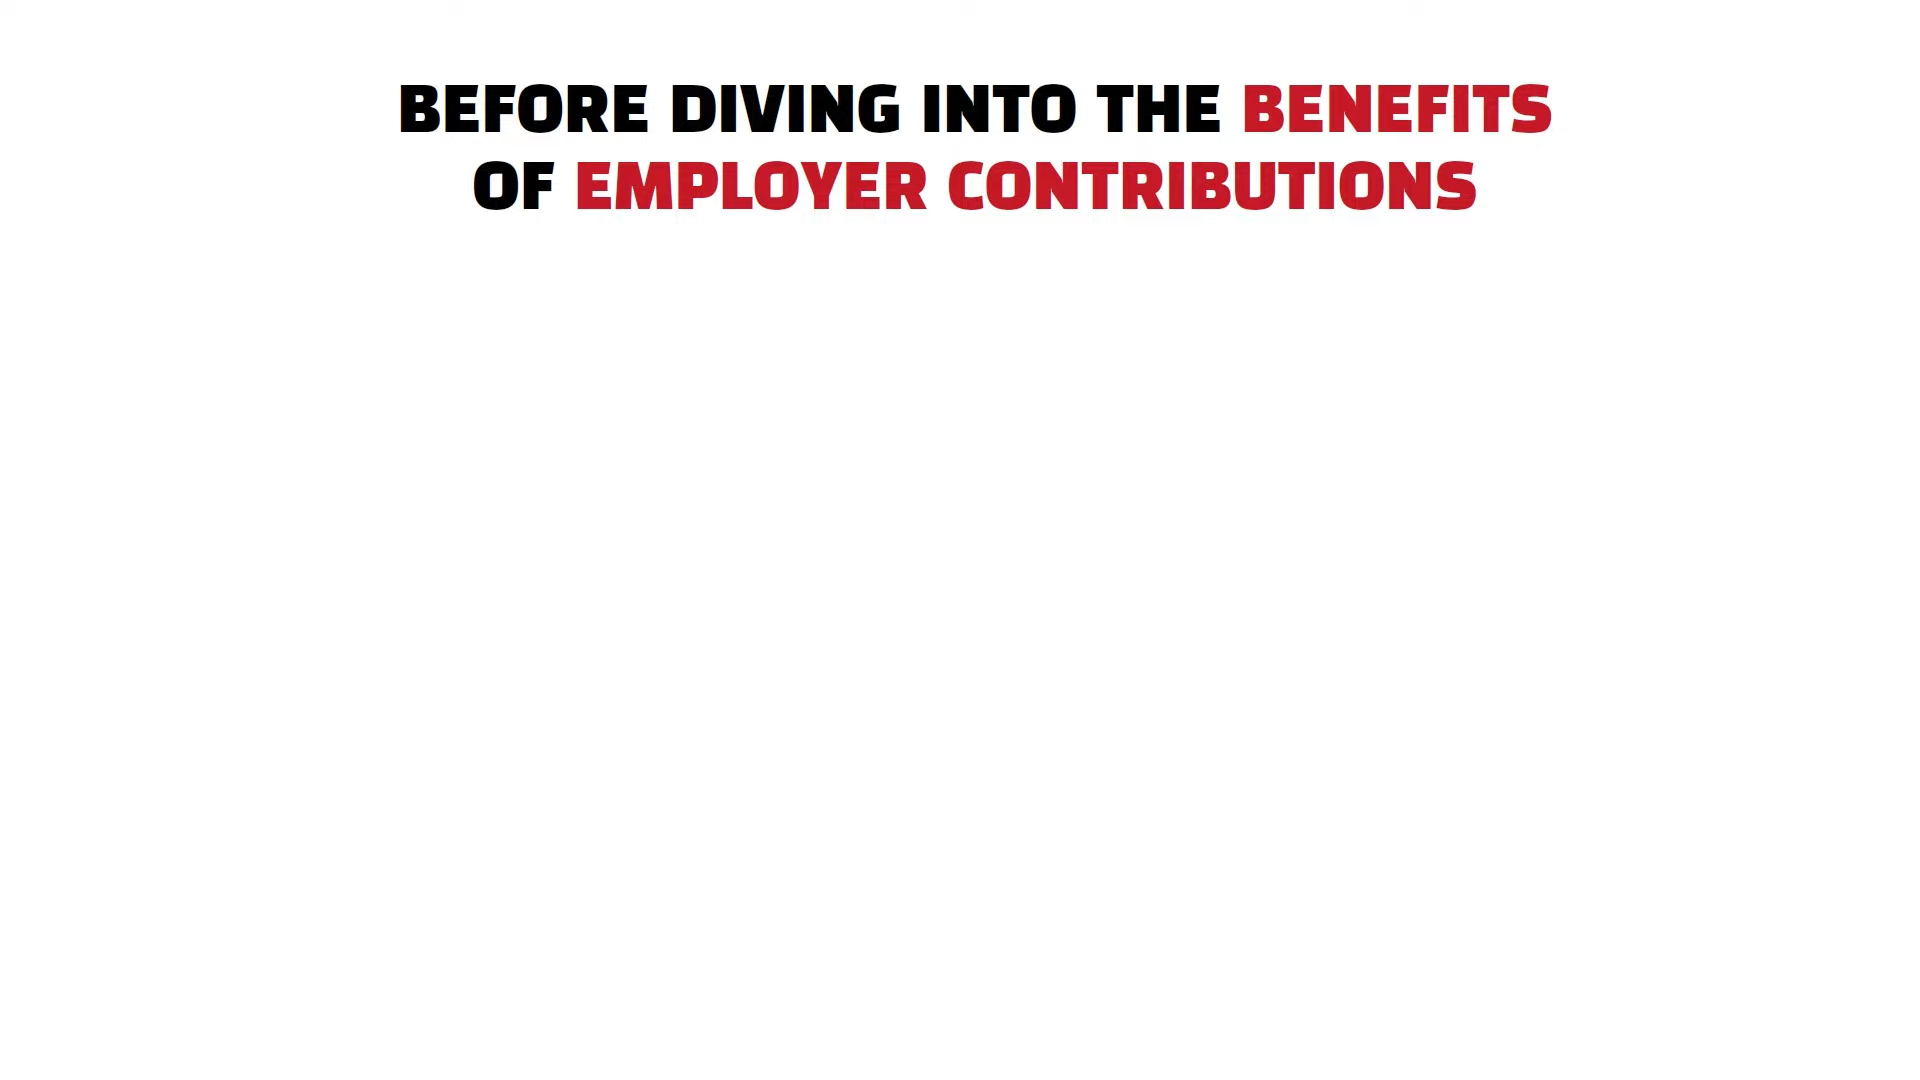 BEFORE DIVING INTO THE BENEFITS
OF EMPLOYER CONTRIBUTIONS